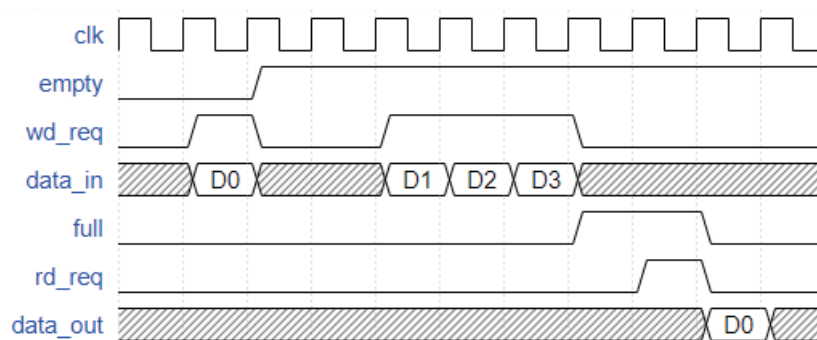 clk
empty
wd_req
data_in D0 D1 D2 D3
full
rd_req
data_out D0